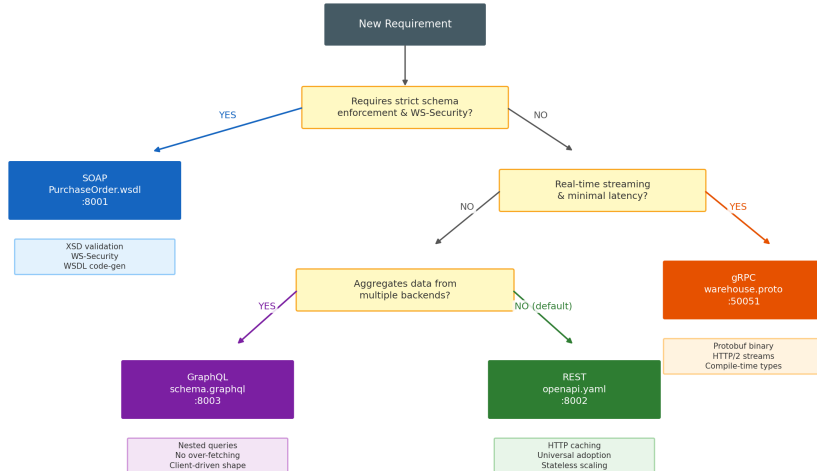 New Requirement
Requires strict schema
enforcement & WS-Security?
YES
NO
SOAP
PurchaseOrder.wsdl
:8001
Real-time streaming
& minimal latency?
NO
YES
XSD validation
WS-Security
WSDL code-gen
Aggregates data from
multiple backends?
gRPC
warehouse.proto
:50051
YES
NO (default)
Protobuf binary
HTTP/2 streams
Compile-time types
GraphQL
schema.graphql
:8003
REST
openapi.yaml
:8002
Nested queries
No over-fetching
Client-driven shape
HTTP caching
Universal adoption
Stateless scaling